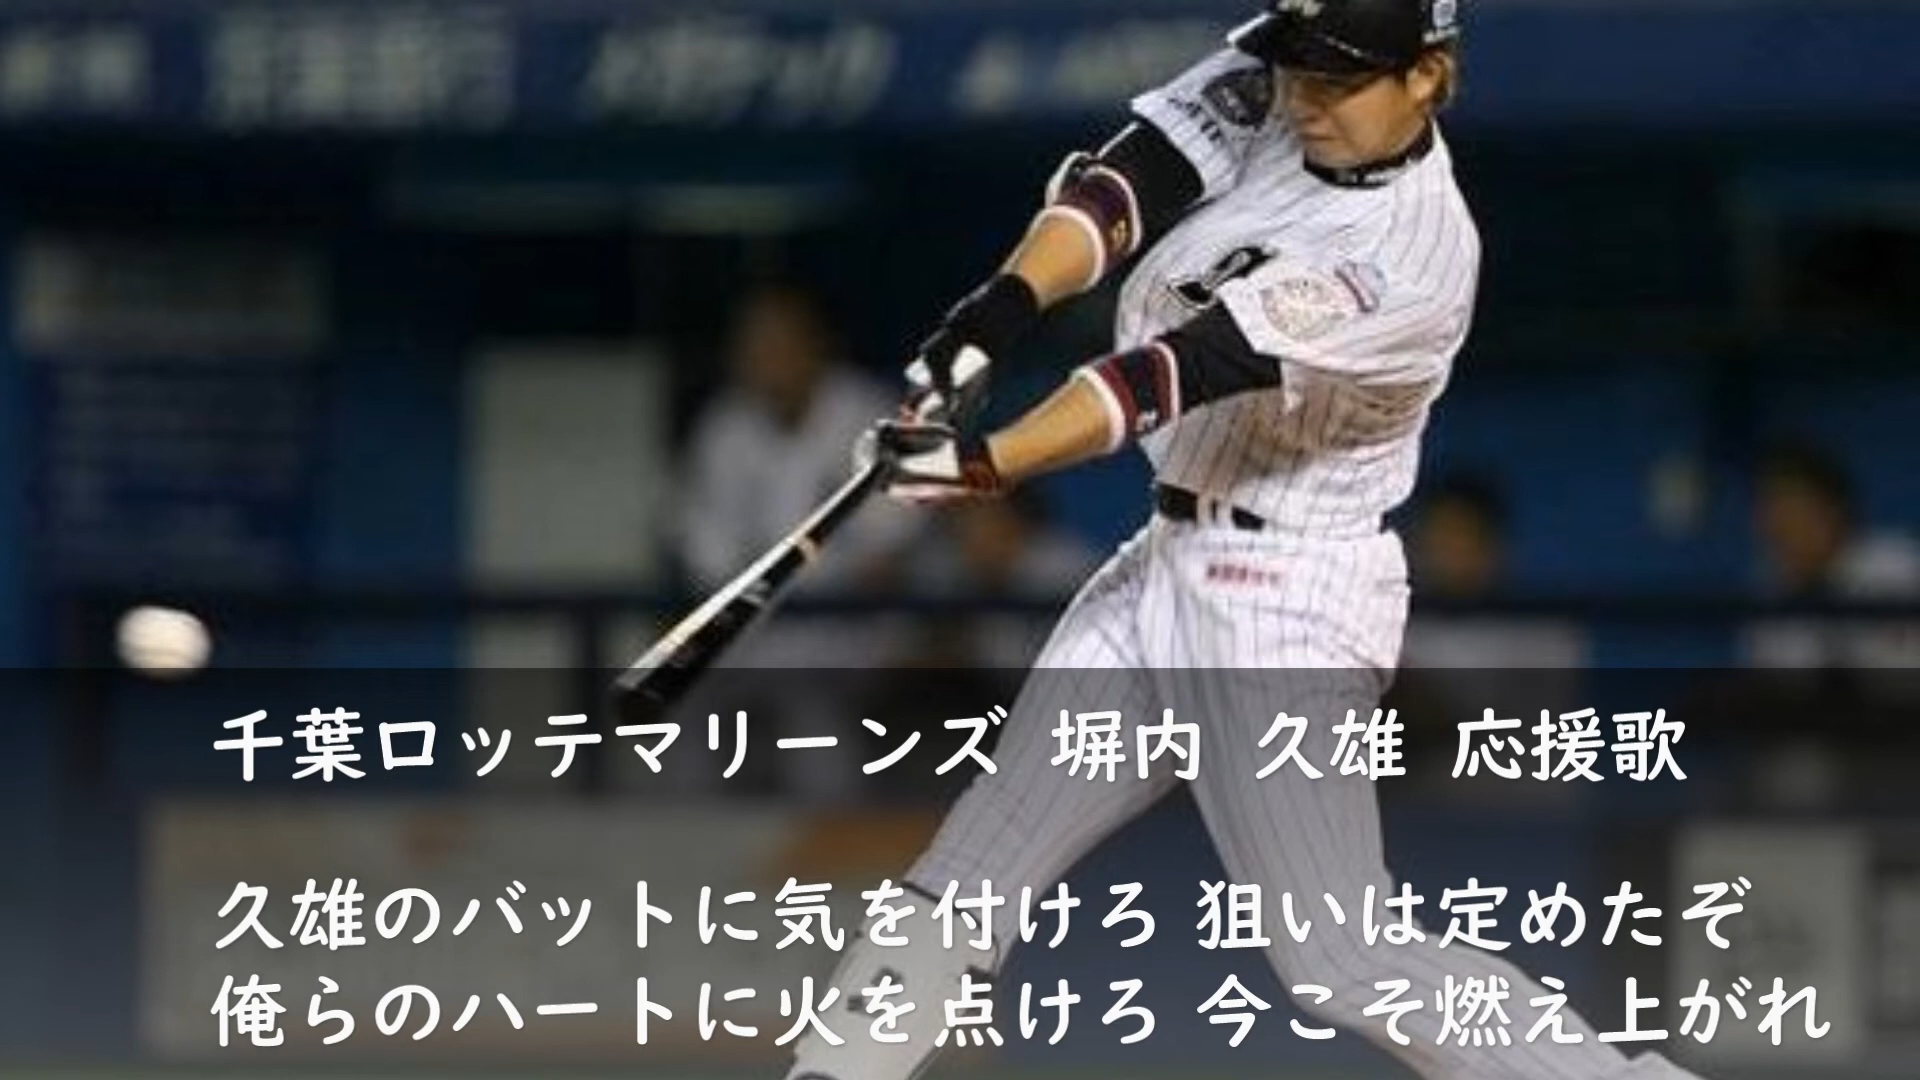 千葉ロッテマリーンズ 塀内 久雄 応援歌
久雄のバットに気を付けろ 狙いは定めたぞ
俺らのハートに火を点けろ 今こそ燃え上がれ